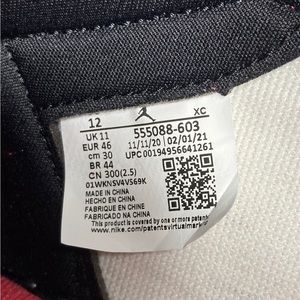 12 XC
UK 11 555088-603
EUR 46 11/11/20 02/01/21
cm 30 UPC 00194956641261
BR 44
CN 300(2.5)
01WKNSV4VS69K
MADE IN CHINA
HECHO EN CHINA
FABRIQUE EN CHINE
FABRICADO EM CHINA
This product is covered by one or more
www.nike.com/patentsvirtualmarking